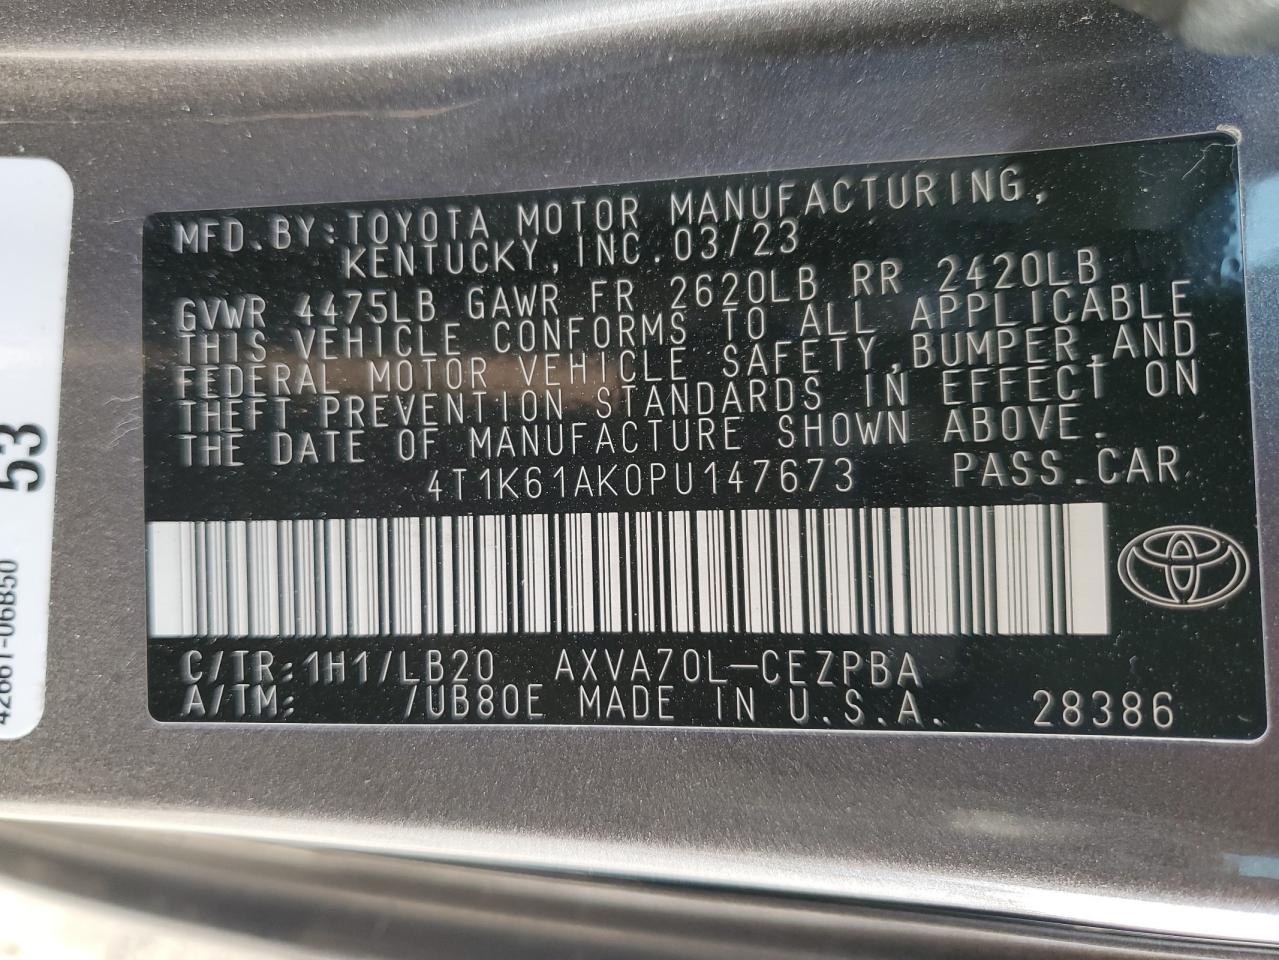 MFD.BY:TOYOTA MOTOR MANUFACTURING,
KENTUCKY,INC.03/23
GVWR 4475LB GAWR FR 2620LB RR 2420LB
THIS VEHICLE CONFORMS TO ALL APPLICABLE
FEDERAL MOTOR VEHICLE SAFETY,BUMPER,AND
THEFT PREVENTION STANDARDS IN EFFECT ON
THE DATE OF MANUFACTURE SHOWN ABOVE.
4T1K61AK0PU147673 PASS.CAR
C/TR:1H1/LB20 AXVA70L-CEZPBA
A/TM: /UB80E MADE IN U.S.A. 28386
53
42661-06B50